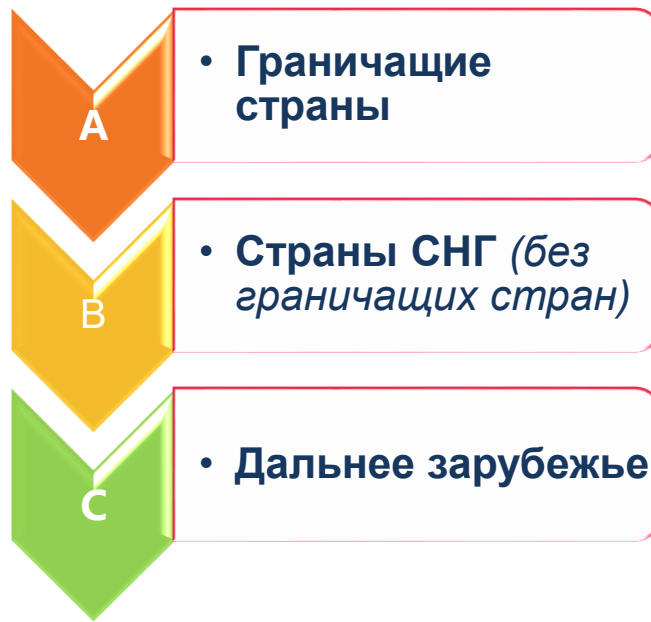 A
• Граничащие
страны
B
• Страны СНГ (без
граничащих стран)
C
• Дальнее зарубежье